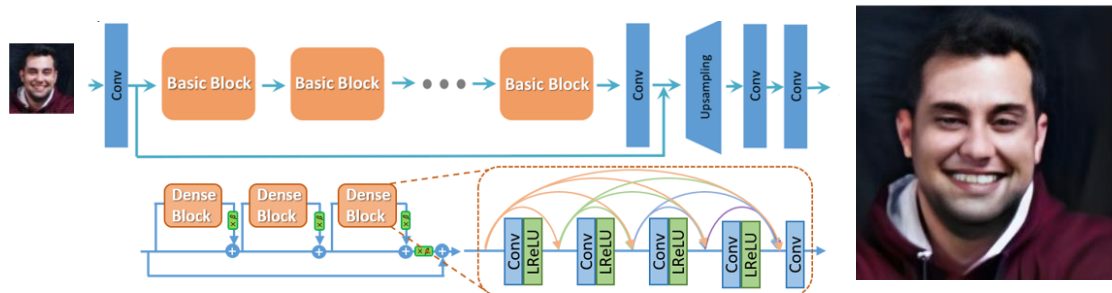 Conv
Basic Block
Basic Block
Basic Block
Conv
Upsampling
Conv
Conv
Dense
Block
Dense
Block
Dense
Block
×β
×β
×β
×β
Conv
LReLU
Conv
LReLU
Conv
LReLU
Conv
LReLU
Conv